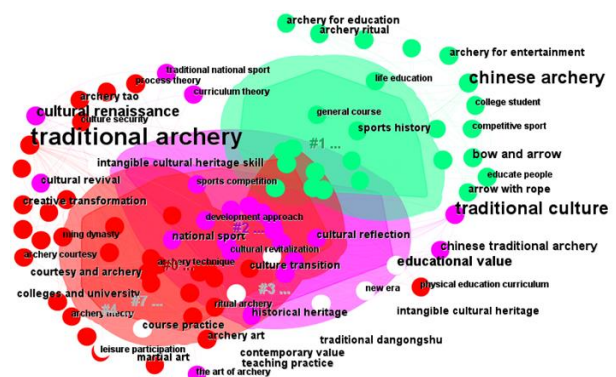 archery for education
archery ritual
archery for entertainment
traditional national sport
process theory
life education
chinese archery
curriculum theory
archery tao
college student
cultural renaissance
general course
culture security
sports history
competitive sport
traditional archery
#1 ...
bow and arrow
intangible cultural heritage skill
educate people
cultural revival
sports competition
arrow with rope
creative transformation
traditional culture
development approach
#2 ...
ming dynasty
national sport
cultural reflection
archery courtesy
cultural revitalization
chinese traditional archery
educational value
courtesy and archery
archery technique
culture transition
physical education curriculum
colleges and university
#7 ...
#3 ...
new era
ritual archery
historical heritage
intangible cultural heritage
course practice
archery art
traditional dangongshu
leisure participation
martial art
contemporary value
teaching practice
the art of archery